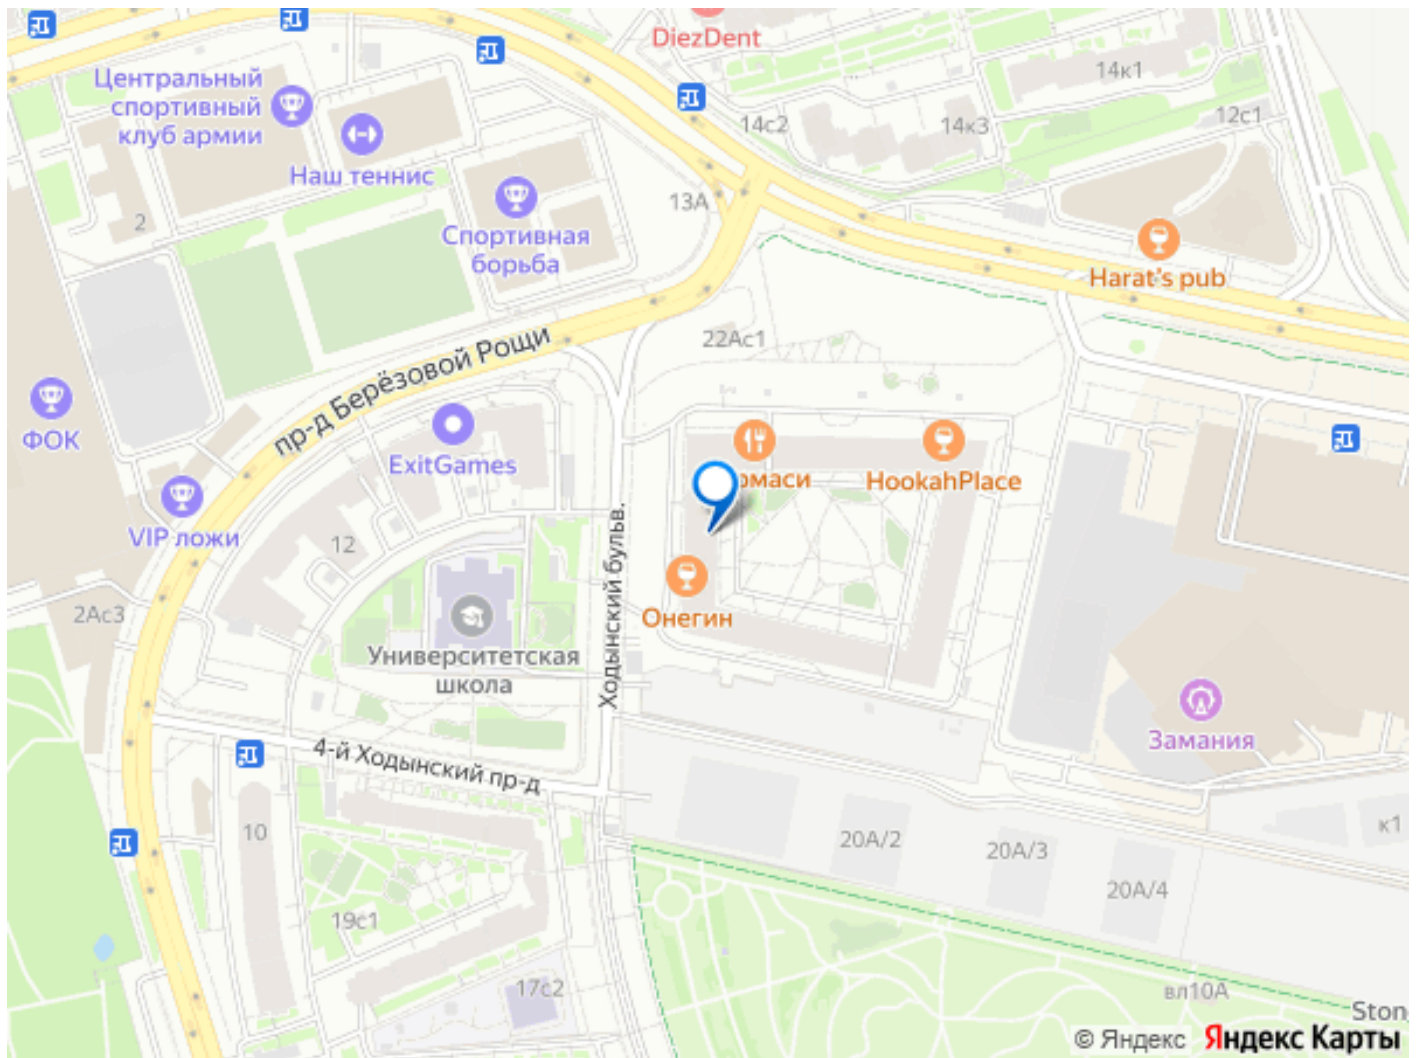 DiezDent
Центральный
спортивный
клуб армии
14к1
14с2
14к3
12с1
Наш теннис
13А
2
Спортивная
борьба
Harat's pub
22Ас1
пр-д Берёзовой Рощи
ФОК
ExitGames
рмаси
HookahPlace
VIP ложи
12
Ходынский бульв.
2Ас3
Онегин
Университетская
школа
Замания
4-й Ходынский пр-д
10
20А/2
20А/3
к1
20А/4
19с1
17с2
вл10А
Ston
© Яндекс Яндекс Карты